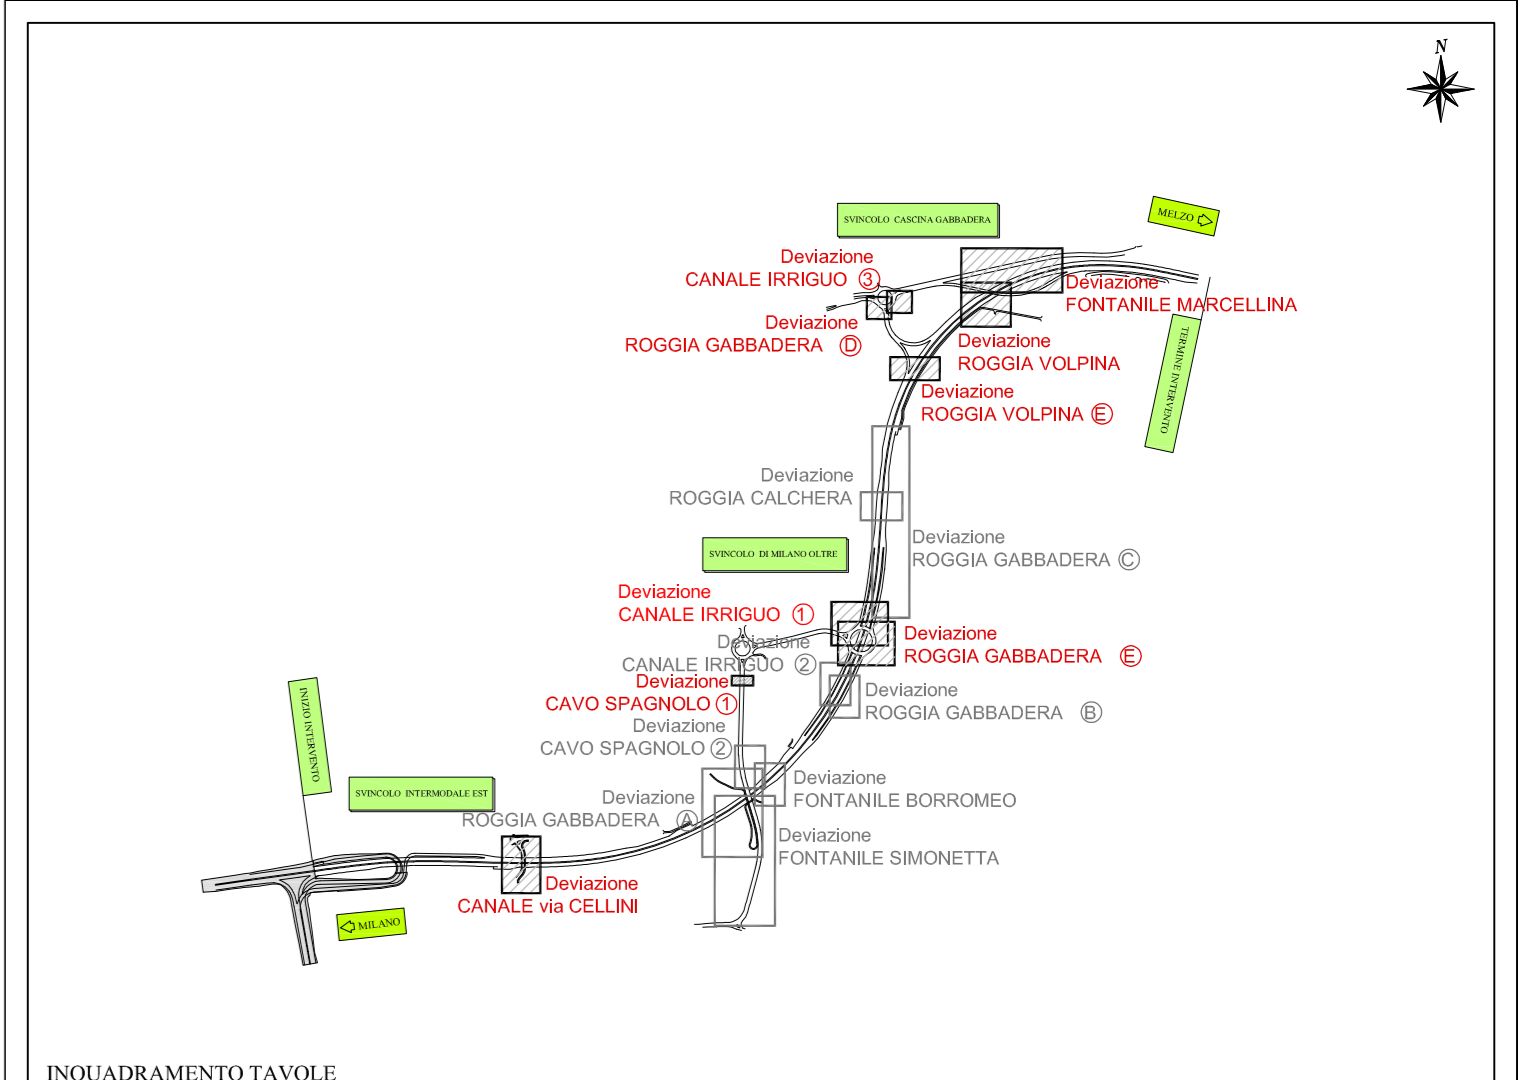 N
MELZO
SVINCOLO CASCINA GABBADERA
Deviazione
CANALE IRRIGUO 3
Deviazione
FONTANILE MARCELLINA
Deviazione
ROGGIA GABBADERA D
Deviazione
ROGGIA VOLPINA
TERMINE INTERVENTO
Deviazione
ROGGIA VOLPINA E
Deviazione
ROGGIA CALCHERA
Deviazione
ROGGIA GABBADERA C
SVINCOLO DI MILANO OLTRE
Deviazione
CANALE IRRIGUO 1
Deviazione
ROGGIA GABBADERA E
Deviazione
CANALE IRRIGUO 2
Deviazione
CAVO SPAGNOLO 1
Deviazione
ROGGIA GABBADERA B
Deviazione
CAVO SPAGNOLO 2
INIZIO INTERVENTO
Deviazione
FONTANILE BORROMEO
SVINCOLO INTERMODALE EST
Deviazione
ROGGIA GABBADERA A
Deviazione
FONTANILE SIMONETTA
Deviazione
CANALE via CELLINI
MILANO
INQUADRAMENTO TAVOLE